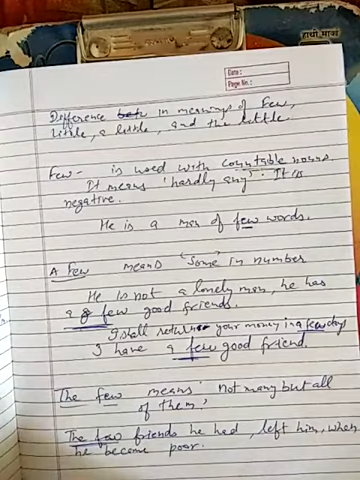 हाथी मार्का
Date :
Page No. :
Difference in meanings of Few,
little, a little, and the little
Few - is used with countable nouns.
It means 'hardly any'. It is
negative.
He is a man of few words.
A Few means 'Some' in number
He is not a lonely man, he has
a few good friends.
I shall return your money in a few days
I have a few good friend.
The few means 'Not many but all
of them'
The few friends he had, left him, when
he became poor.